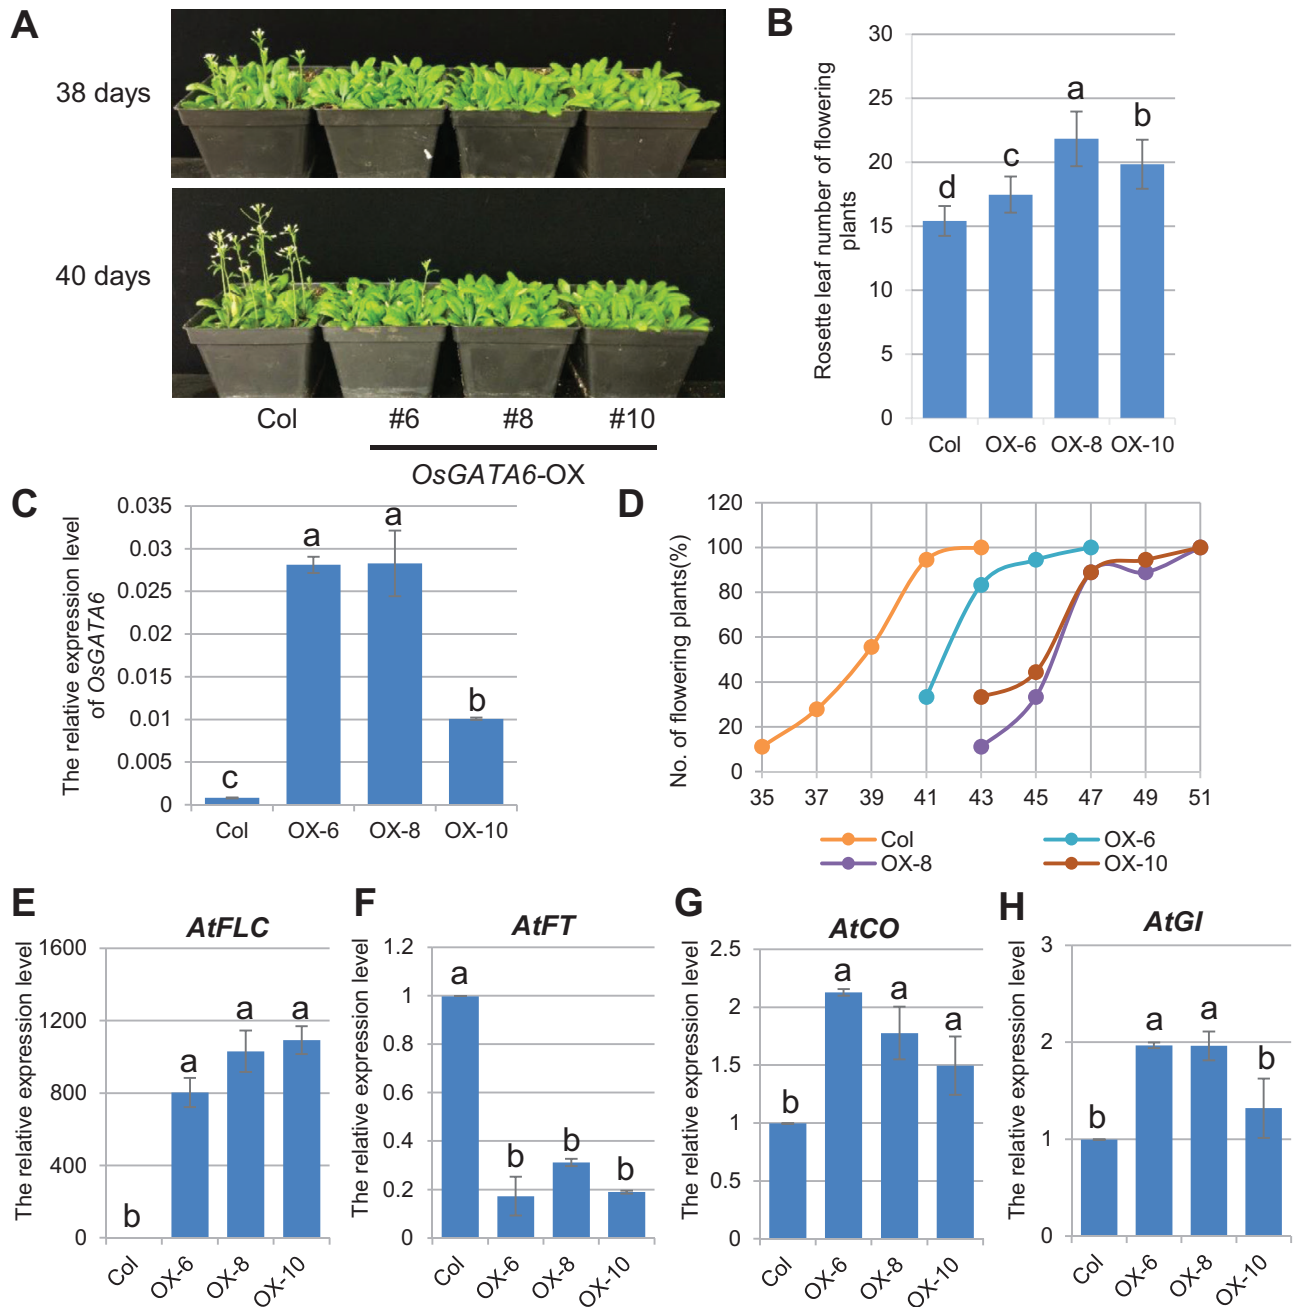 A
38 days
40 days
Col
#6
#8
#10
OsGATA6-OX
B
Rosette leaf number of flowering
plants
30
25
20
15
10
5
0
d
c
a
b
Col
OX-6
OX-8
OX-10
C
The relative expression level
of OsGATA6
0.035
0.03
0.025
0.02
0.015
0.01
0.005
0
c
a
a
b
Col
OX-6
OX-8
OX-10
D
No. of flowering plants(%)
120
100
80
60
40
20
0
35
37
39
41
43
45
47
49
51
Col
OX-6
OX-8
OX-10
E
AtFLC
The relative expression level
1600
1200
800
400
0
b
a
a
a
Col
OX-6
OX-8
OX-10
F
AtFT
The relative expression level
1.2
1
0.8
0.6
0.4
0.2
0
a
b
b
b
Col
OX-6
OX-8
OX-10
G
AtCO
The relative expression level
2.5
2
1.5
1
0.5
0
b
a
a
a
Col
OX-6
OX-8
OX-10
H
AtGI
The relative expression level
3
2
1
0
b
a
a
b
Col
OX-6
OX-8
OX-10